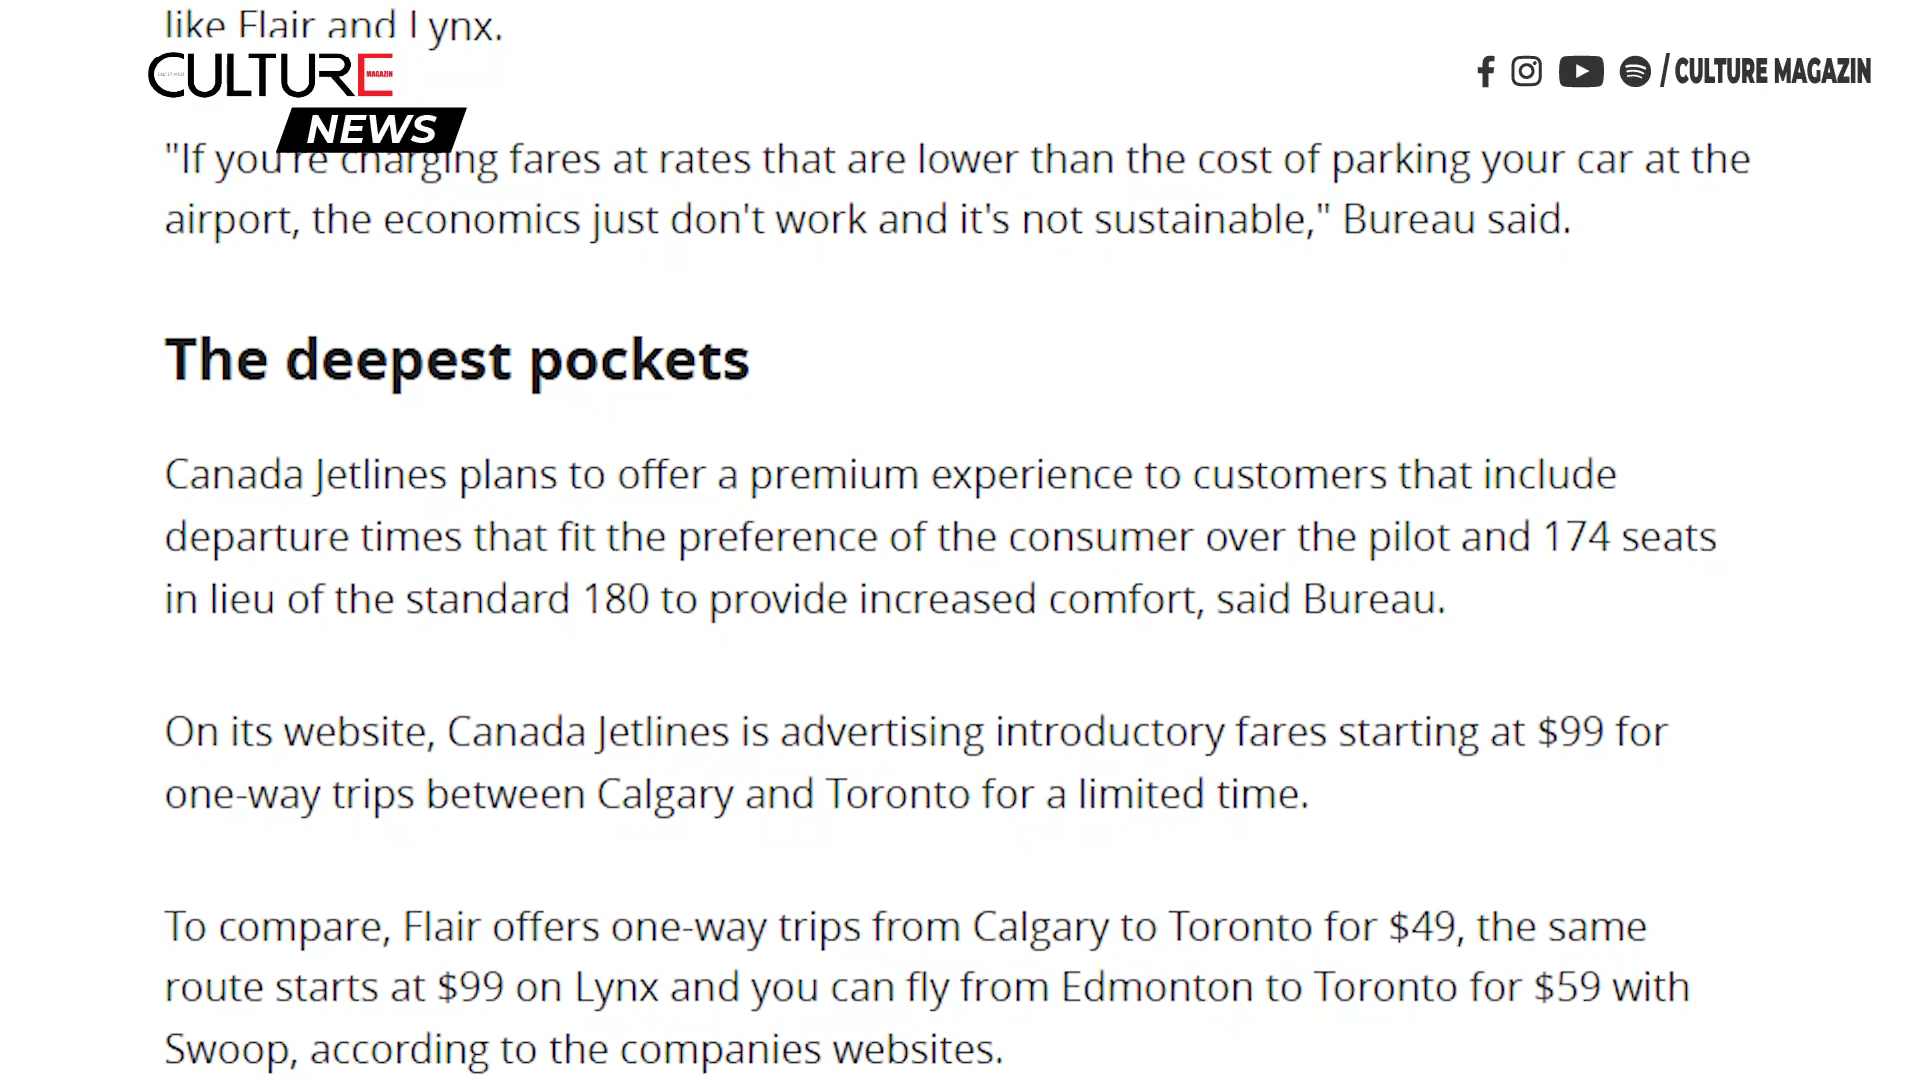 like Flair and Lynx.
CULTURE
MAGAZIN
NEWS
/ CULTURE MAGAZIN
"If you're charging fares at rates that are lower than the cost of parking your car at the
airport, the economics just don't work and it's not sustainable," Bureau said.
The deepest pockets
Canada Jetlines plans to offer a premium experience to customers that include
departure times that fit the preference of the consumer over the pilot and 174 seats
in lieu of the standard 180 to provide increased comfort, said Bureau.
On its website, Canada Jetlines is advertising introductory fares starting at $99 for
one-way trips between Calgary and Toronto for a limited time.
To compare, Flair offers one-way trips from Calgary to Toronto for $49, the same
route starts at $99 on Lynx and you can fly from Edmonton to Toronto for $59 with
Swoop, according to the companies websites.